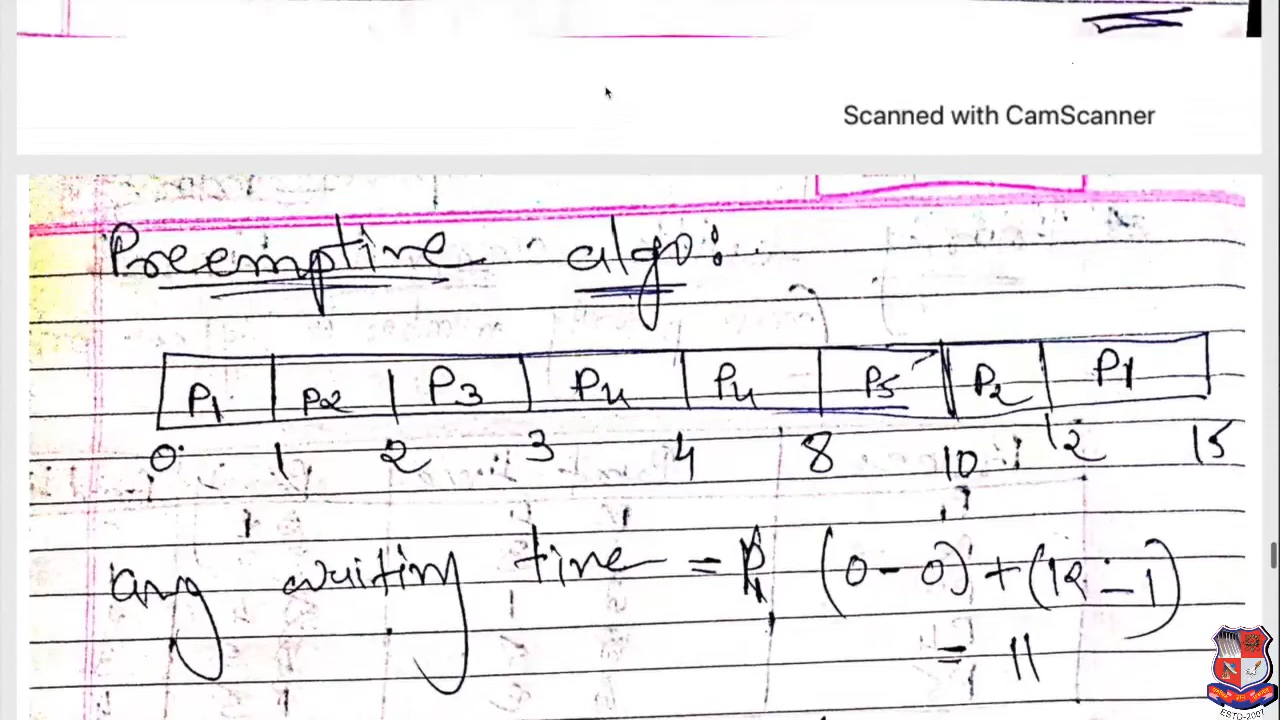 Scanned with CamScanner
Preemptive algo:
P1 P2 P3 P4 P4 P5 P2 P1
0 1 2 3 4 8 10 12 15
avg waiting time = P1 (0-0) + (12-1)
= 11